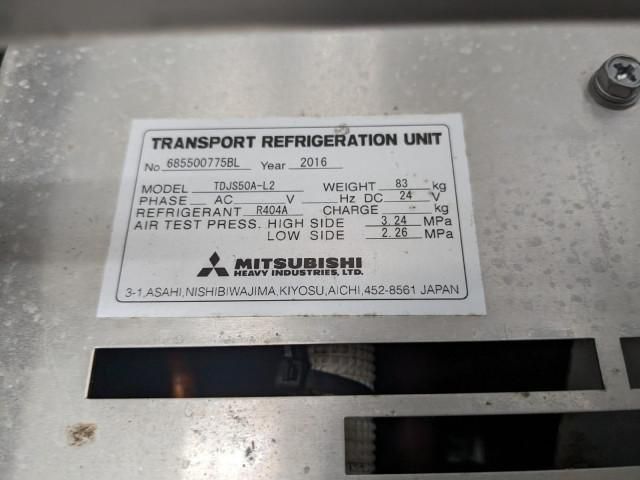 TRANSPORT REFRIGERATION UNIT
No 685500775BL Year 2016
MODEL TDJS50A-L2 WEIGHT 83 kg
PHASE AC V Hz DC 24 V
REFRIGERANT R404A CHARGE kg
AIR TEST PRESS. HIGH SIDE 3.24 MPa
LOW SIDE 2.26 MPa
MITSUBISHI
HEAVY INDUSTRIES, LTD.
3-1, ASAHI, NISHIBIWAJIMA, KIYOSU, AICHI, 452-8561 JAPAN